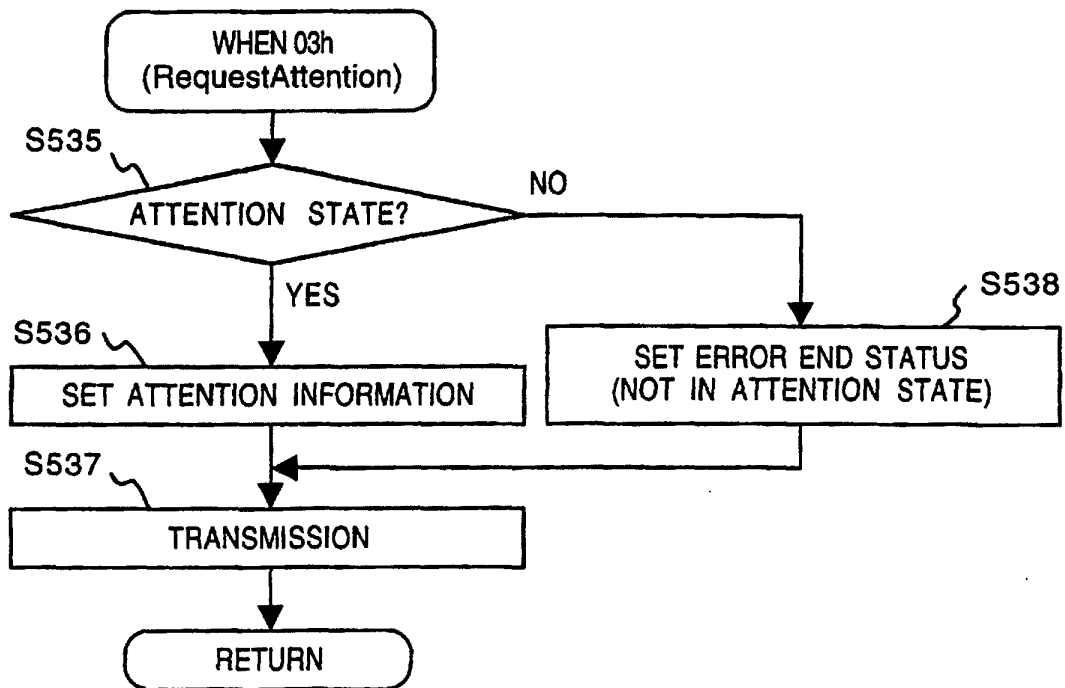 WHEN 03h
(RequestAttention)
S535
ATTENTION STATE?
NO
YES
S536
SET ATTENTION INFORMATION
S538
SET ERROR END STATUS
(NOT IN ATTENTION STATE)
S537
TRANSMISSION
RETURN